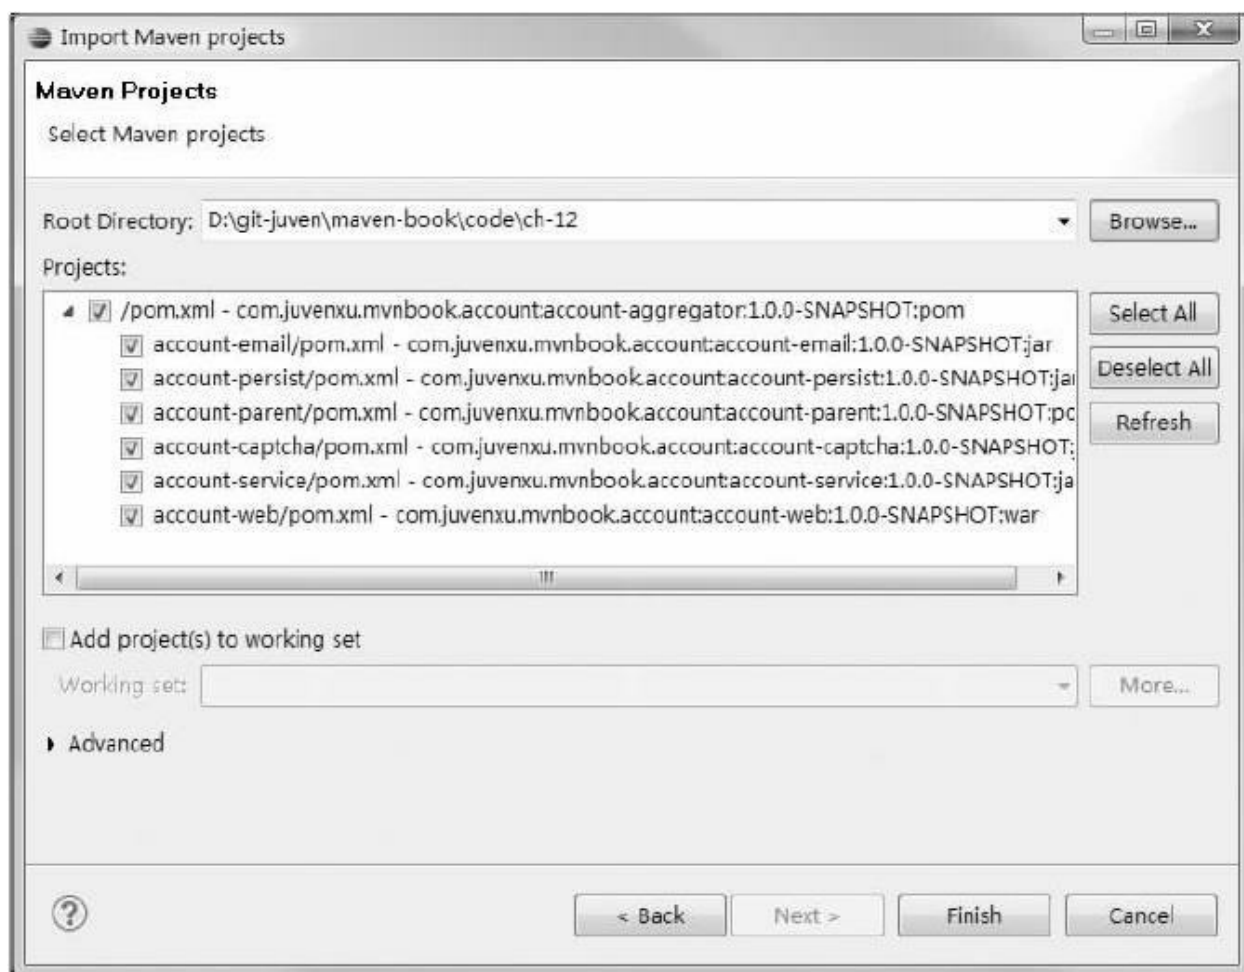 Import Maven projects
Maven Projects
Select Maven projects
Root Directory: D:\git-juven\maven-book\code\ch-12 Browse...
Projects:
/pom.xml - com.juvenxu.mvnbook.account:account-aggregator:1.0.0-SNAPSHOT:pom
account-email/pom.xml - com.juvenxu.mvnbook.account:account-email:1.0.0-SNAPSHOT:jar
account-persist/pom.xml - com.juvenxu.mvnbook.account:account-persist:1.0.0-SNAPSHOT:ja
account-parent/pom.xml - com.juvenxu.mvnbook.account:account-parent:1.0.0-SNAPSHOT:po
account-captcha/pom.xml - com.juvenxu.mvnbook.account:account-captcha:1.0.0-SNAPSHOT:
account-service/pom.xml - com.juvenxu.mvnbook.account:account-service:1.0.0-SNAPSHOT:ja
account-web/pom.xml - com.juvenxu.mvnbook.account:account-web:1.0.0-SNAPSHOT:war
Select All
Deselect All
Refresh
Add project(s) to working set
Working set: More...
Advanced
? < Back Next > Finish Cancel